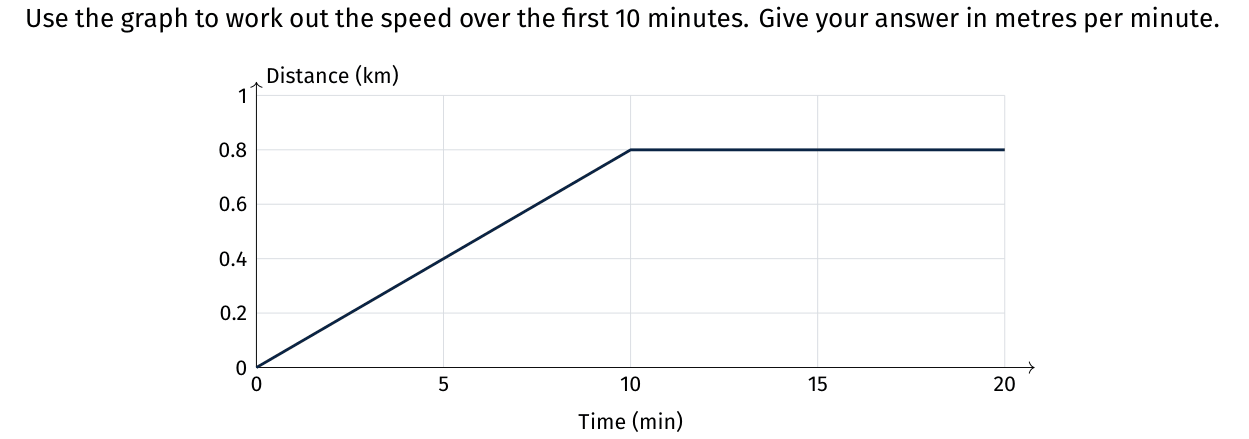 Use the graph to work out the speed over the first 10 minutes. Give your answer in metres per minute.
Distance (km)
1
0.8
0.6
0.4
0.2
0
0 5 10 15 20
Time (min)